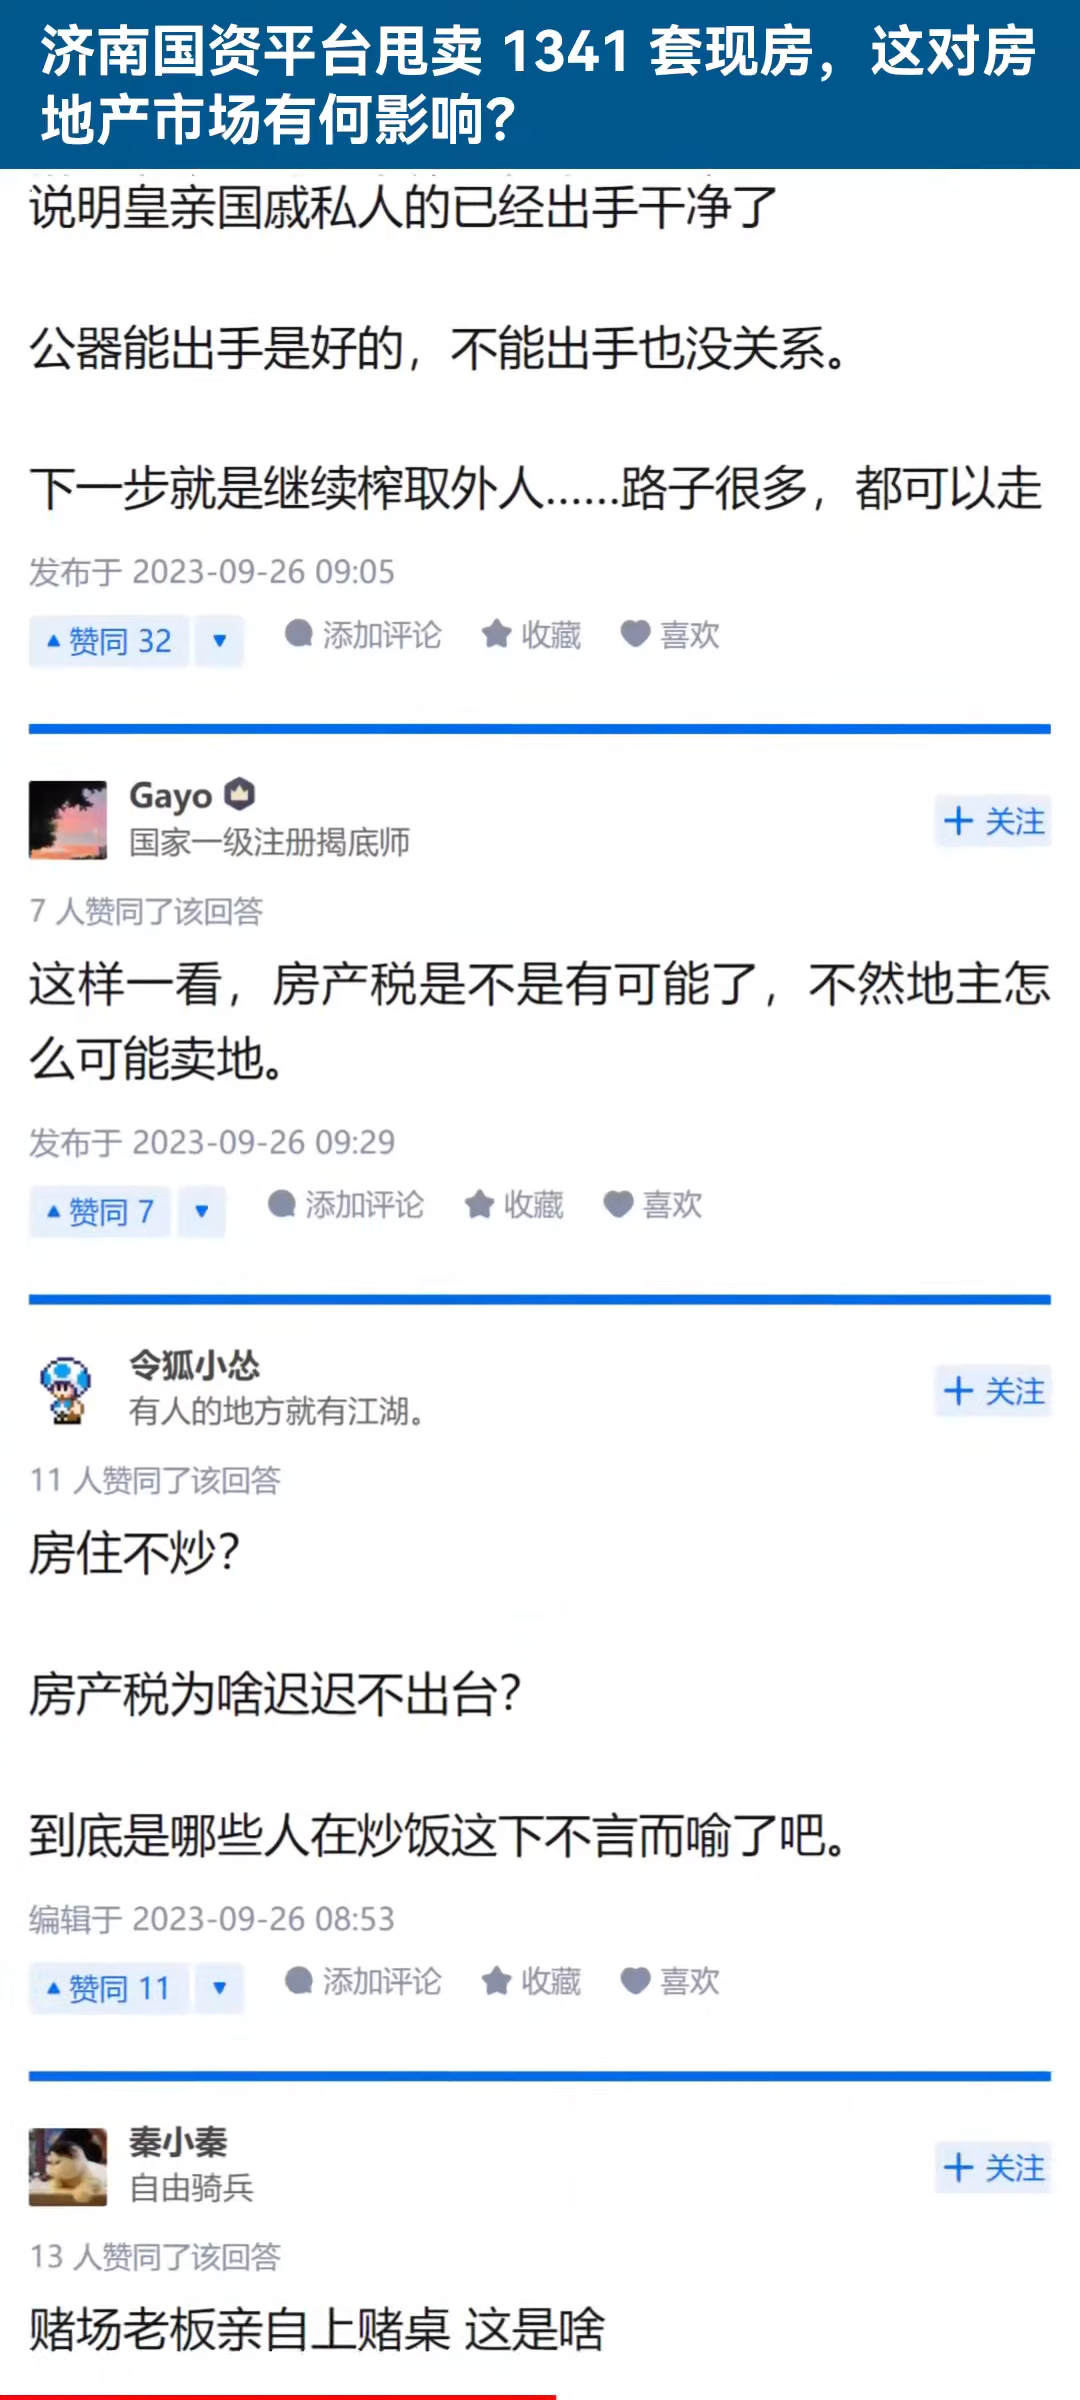 济南国资平台甩卖 1341 套现房，这对房
地产市场有何影响？
说明皇亲国戚私人的已经出手干净了
公器能出手是好的，不能出手也没关系。
下一步就是继续榨取外人......路子很多，都可以走
发布于 2023-09-26 09:05
赞同 32 添加评论 收藏 喜欢
Gayo
国家一级注册揭底师
+ 关注
7 人赞同了该回答
这样一看，房产税是不是有可能了，不然地主怎
么可能卖地。
发布于 2023-09-26 09:29
赞同 7 添加评论 收藏 喜欢
令狐小怂
有人的地方就有江湖。
+ 关注
11 人赞同了该回答
房住不炒？
房产税为啥迟迟不出台？
到底是哪些人在炒饭这下不言而喻了吧。
编辑于 2023-09-26 08:53
赞同 11 添加评论 收藏 喜欢
秦小秦
自由骑兵
+ 关注
13 人赞同了该回答
赌场老板亲自上赌桌 这是啥